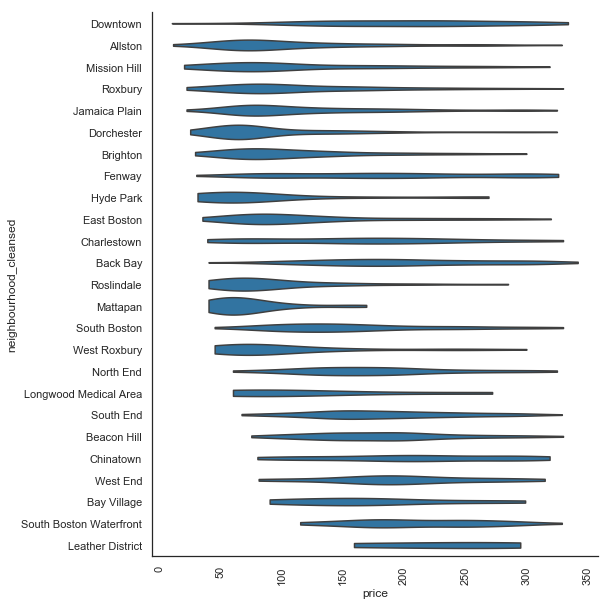 Downtown
Allston
Mission Hill
Roxbury
Jamaica Plain
Dorchester
Brighton
Fenway
Hyde Park
East Boston
Charlestown
Back Bay
Roslindale
Mattapan
South Boston
West Roxbury
North End
Longwood Medical Area
South End
Beacon Hill
Chinatown
West End
Bay Village
South Boston Waterfront
Leather District
neighbourhood_cleansed
0 50 100 150 200 250 300 350
price